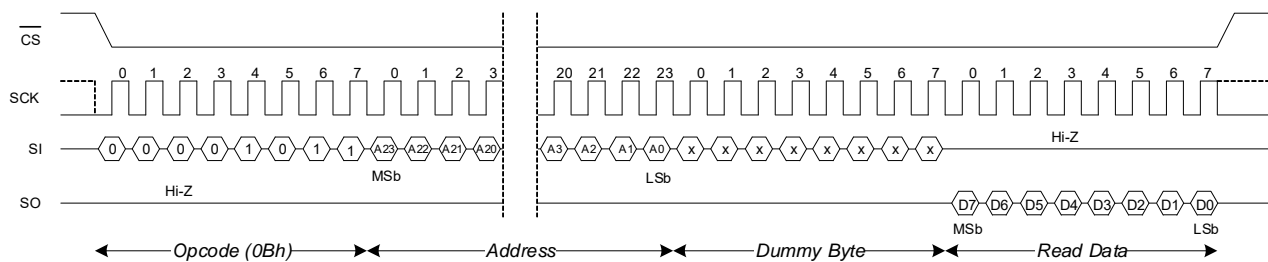 CS
0 1 2 3 4 5 6 7 0 1 2 3 20 21 22 23 0 1 2 3 4 5 6 7 0 1 2 3 4 5 6 7
SCK
Hi-Z
SI 0 0 0 0 1 0 1 1 A23 A22 A21 A20 A3 A2 A1 A0 X X X X X X X X
MSb LSb
Hi-Z
SO D7 D6 D5 D4 D3 D2 D1 D0
MSb LSb
Opcode (0Bh) Address Dummy Byte Read Data